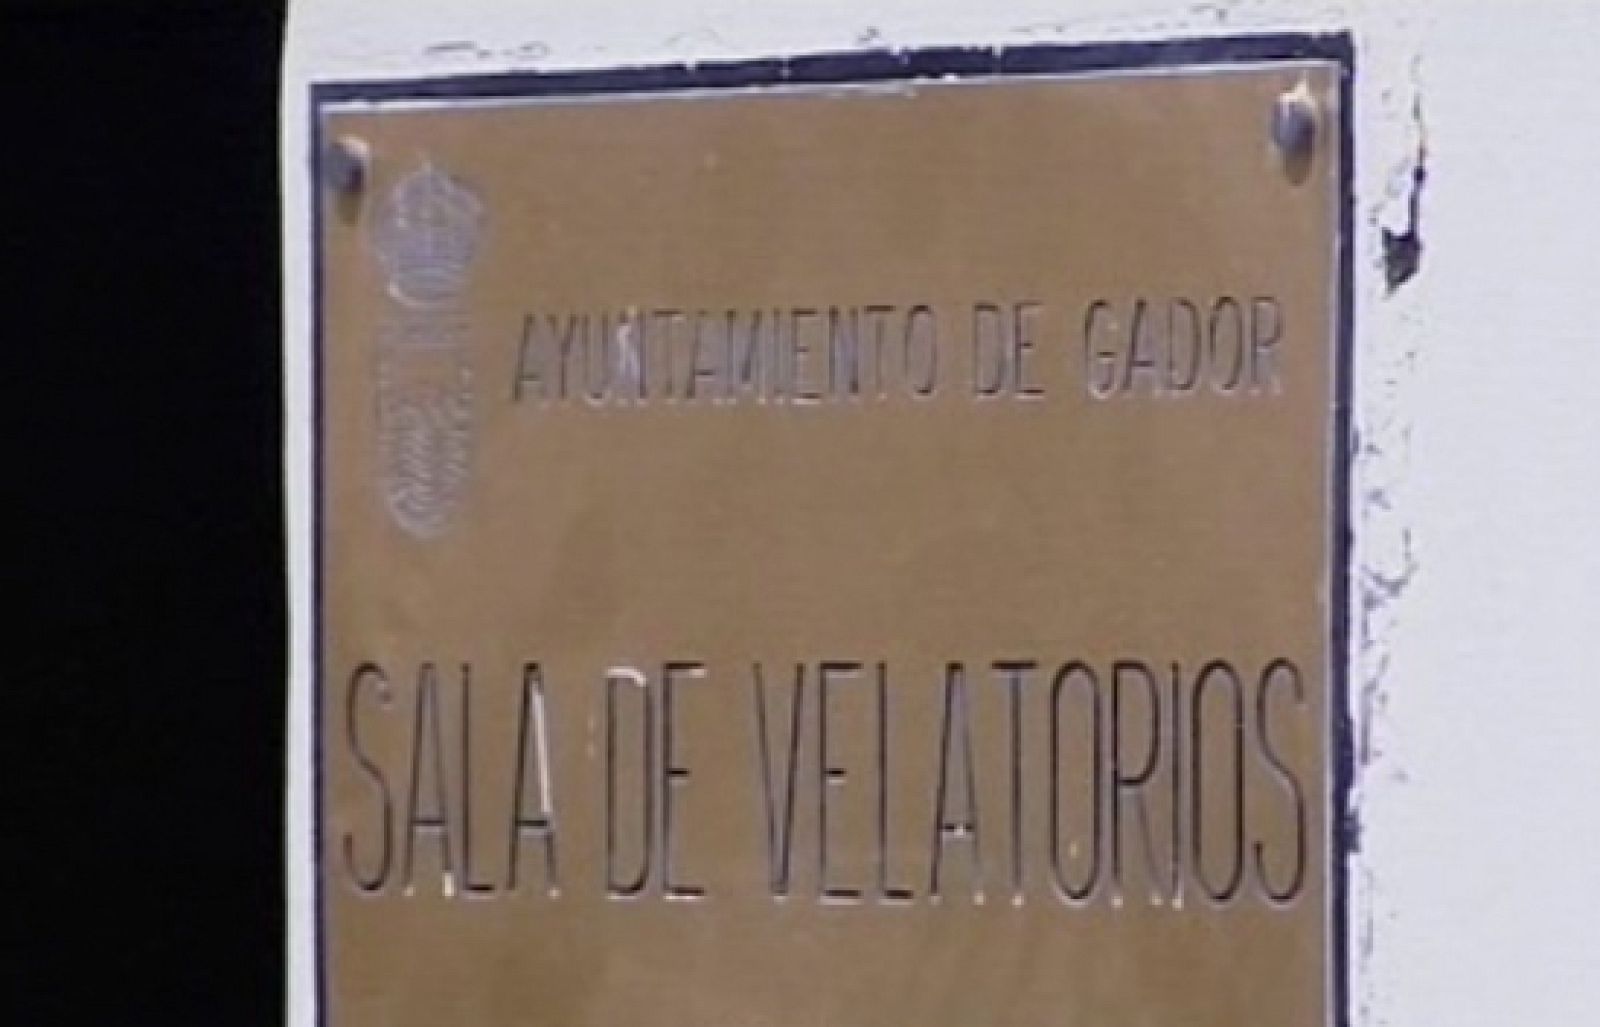 AYUNTAMIENTO DE GADOR
SALA DE VELATORIOS